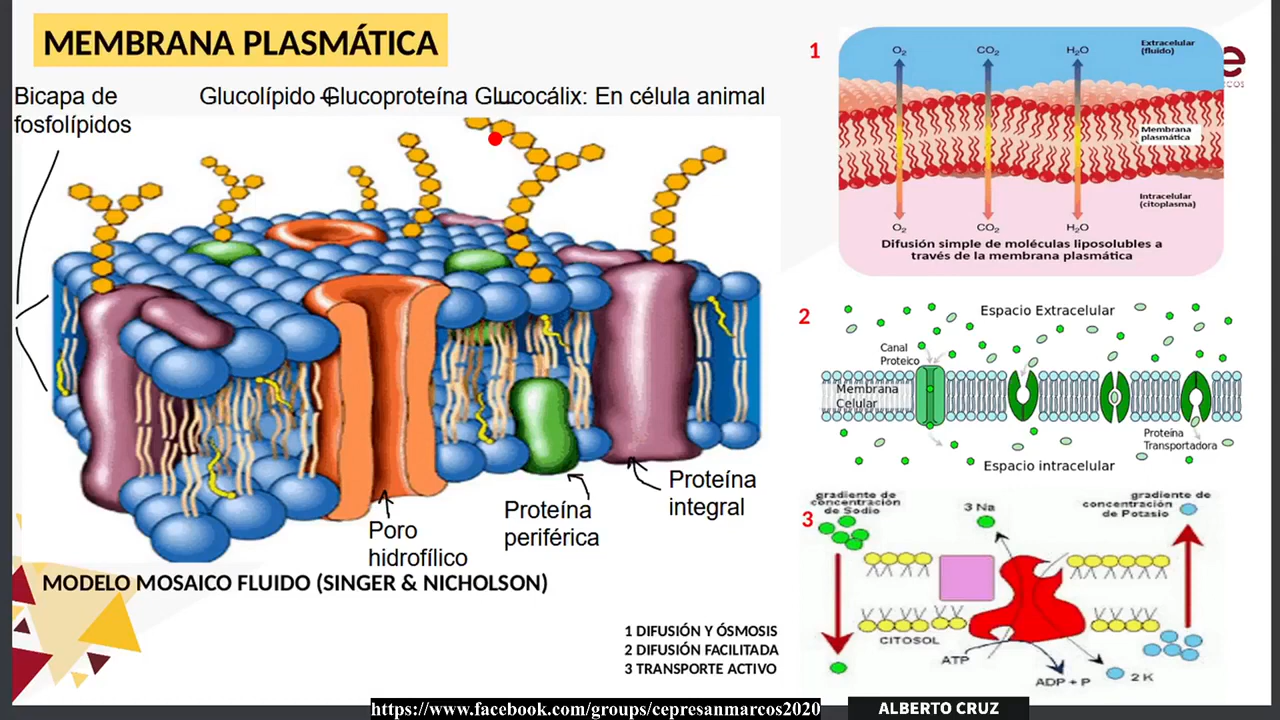 MEMBRANA PLASMÁTICA
Bicapa de
fosfolípidos
Glucolípido + Glucoproteína Glucocálix: En célula animal
Poro
hidrofílico
Proteína
periférica
Proteína
integral
MODELO MOSAICO FLUIDO (SINGER & NICHOLSON)
1 DIFUSIÓN Y ÓSMOSIS
2 DIFUSIÓN FACILITADA
3 TRANSPORTE ACTIVO
1
O₂ CO₂ H₂O
Extracelular
(fluido)
Membrana
plasmática
Intracelular
(citoplasma)
O₂ CO₂ H₂O
Difusión simple de moléculas liposolubles a
través de la membrana plasmática
e
COS
2
Espacio Extracelular
Canal
Proteico
Membrana
Celular
Proteína
Transportadora
Espacio intracelular
3
gradiente de
concentración
de Sodio
3 Na
gradiente de
concentración
de Potasio
CITOSOL
ATP
ADP + P
2 K
https://www.facebook.com/groups/cepresanmarcos2020
ALBERTO CRUZ